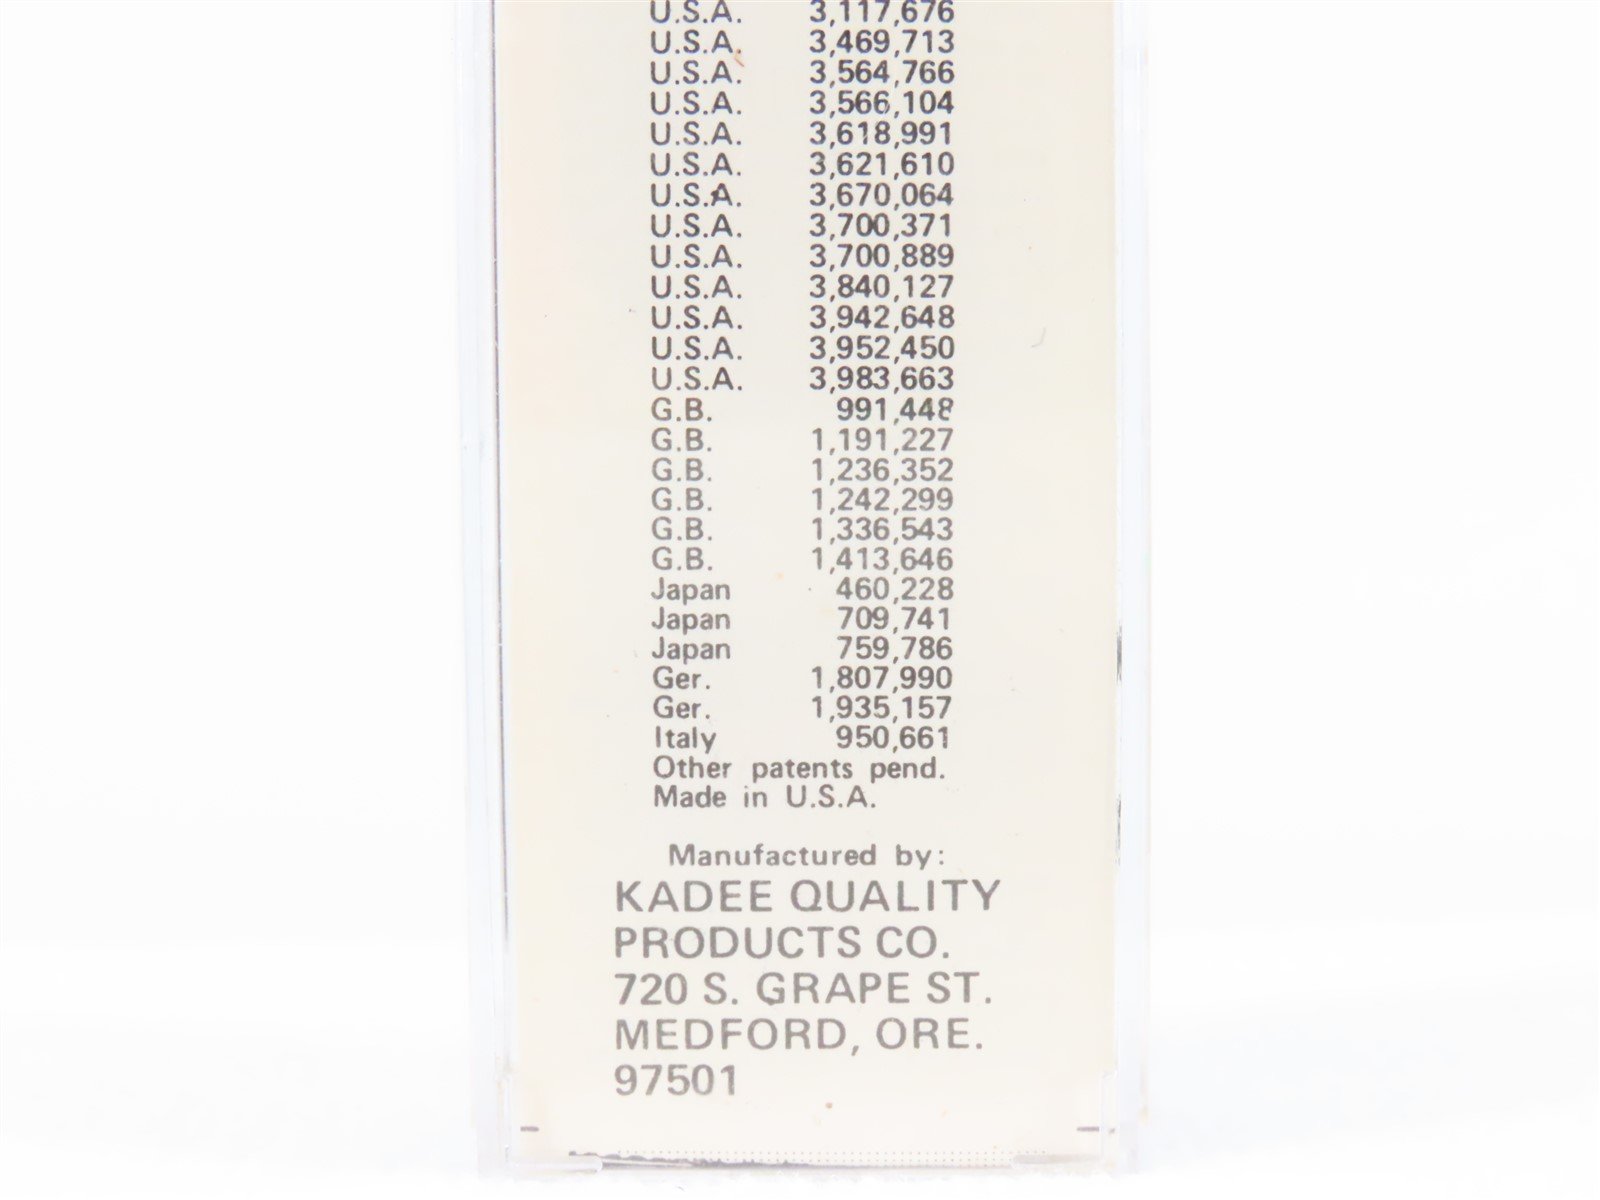 U.S.A. 3,117,676
U.S.A. 3,469,713
U.S.A. 3,564,766
U.S.A. 3,566,104
U.S.A. 3,618,991
U.S.A. 3,621,610
U.S.A. 3,670,064
U.S.A. 3,700,371
U.S.A. 3,700,889
U.S.A. 3,840,127
U.S.A. 3,942,648
U.S.A. 3,952,450
U.S.A. 3,983,663
G.B. 991,448
G.B. 1,191,227
G.B. 1,236,352
G.B. 1,242,299
G.B. 1,336,543
G.B. 1,413,646
Japan 460,228
Japan 709,741
Japan 759,786
Ger. 1,807,990
Ger. 1,935,157
Italy 950,661
Other patents pend.
Made in U.S.A.
Manufactured by:
KADEE QUALITY
PRODUCTS CO.
720 S. GRAPE ST.
MEDFORD, ORE.
97501